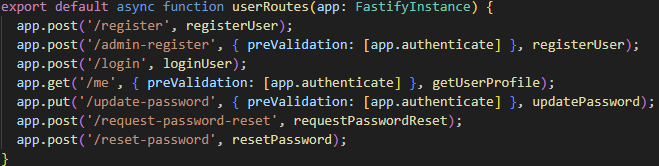 export default async function userRoutes(app: FastifyInstance) {
app.post('/register', registerUser);
app.post('/admin-register', { preValidation: [app.authenticate] }, registerUser);
app.post('/login', loginUser);
app.get('/me', { preValidation: [app.authenticate] }, getUserProfile);
app.put('/update-password', { preValidation: [app.authenticate] }, updatePassword);
app.post('/request-password-reset', requestPasswordReset);
app.post('/reset-password', resetPassword);
}